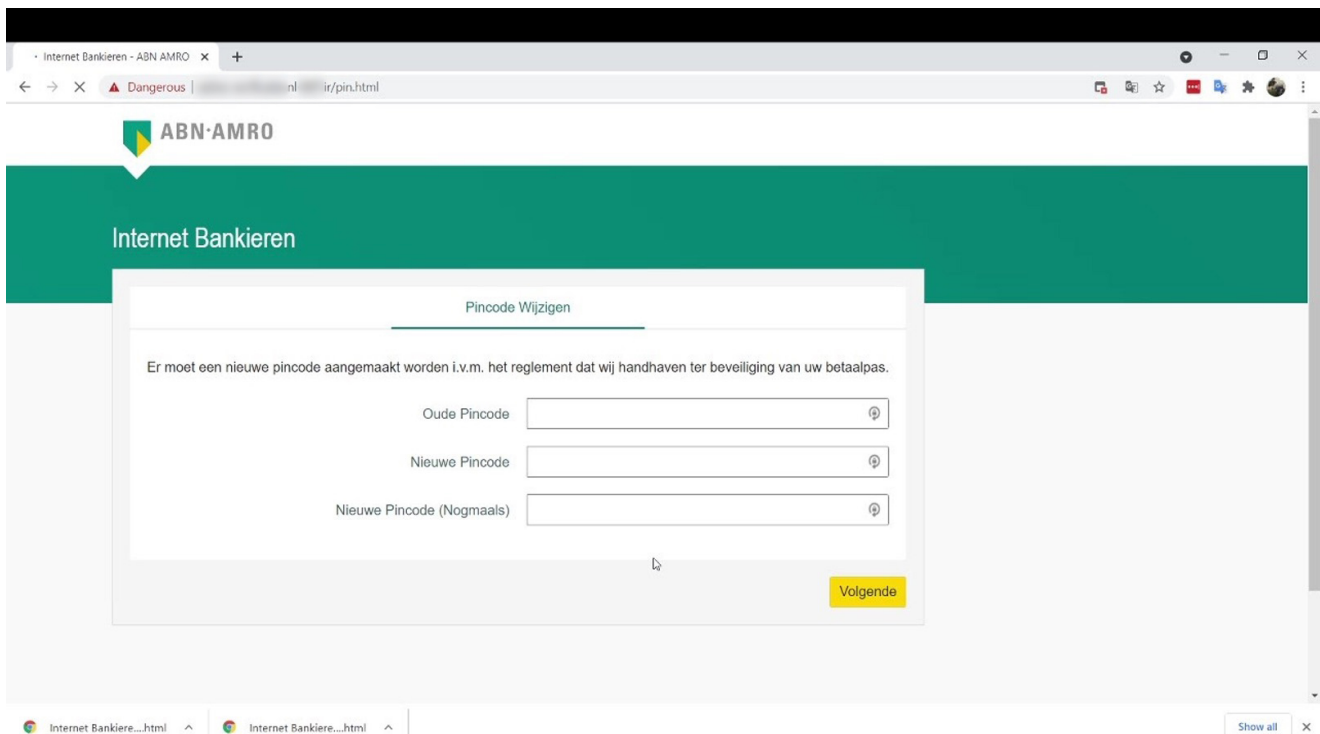 Internet Bankieren - ABN AMRO
Dangerous nl ir/pin.html
ABN·AMRO
Internet Bankieren
Pincode Wijzigen
Er moet een nieuwe pincode aangemaakt worden i.v.m. het reglement dat wij handhaven ter beveiliging van uw betaalpas.
Oude Pincode
Nieuwe Pincode
Nieuwe Pincode (Nogmaals)
Volgende
Internet Bankiere....html Internet Bankiere....html Show all